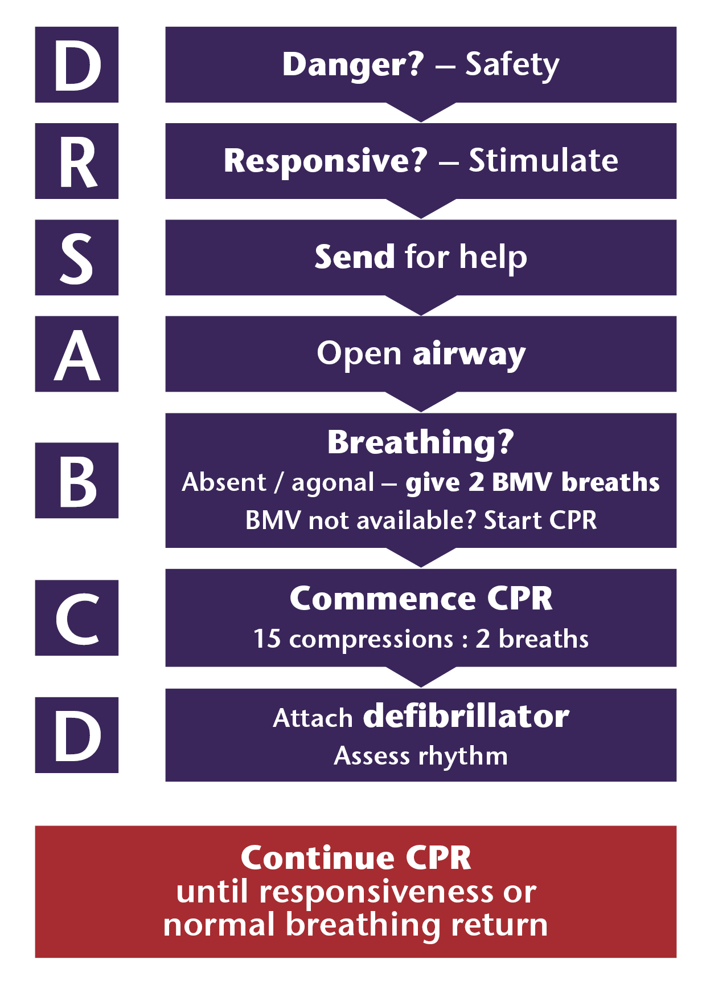 D
Danger? – Safety
R
Responsive? – Stimulate
S
Send for help
A
Open airway
B
Breathing?
Absent / agonal – give 2 BMV breaths
BMV not available? Start CPR
C
Commence CPR
15 compressions : 2 breaths
D
Attach defibrillator
Assess rhythm
Continue CPR
until responsiveness or
normal breathing return